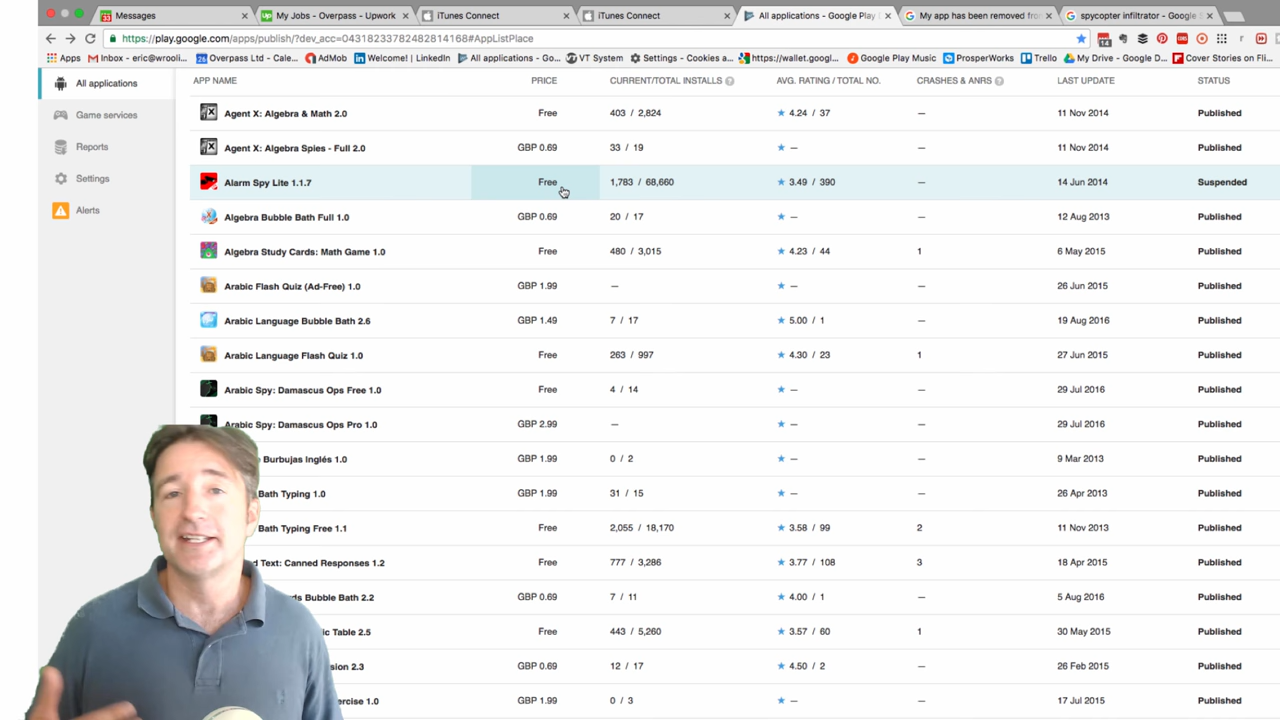 Messages
My Jobs - Overpass - Upwork
iTunes Connect
iTunes Connect
All applications - Google Play
My app has been removed fro
spycopter infiltrator - Google S
https://play.google.com/apps/publish/?dev_acc=04318233782482814168#AppListPlace
14
Apps
Inbox - eric@wrooli...
Overpass - Cale...
AdMob
Welcome! | LinkedIn
All applications - Go...
VT System
Settings - Cookies a...
https://wallet.googl...
Google Play Music
ProsperWorks
Trello
My Drive - Google D...
Cover Stories on Fli...
All applications
Game services
Reports
Settings
Alerts
APP NAME PRICE CURRENT/TOTAL INSTALLS AVG. RATING / TOTAL NO. CRASHES & ANRS LAST UPDATE STATUS
Agent X: Algebra & Math 2.0 Free 403 / 2,824 4.24 / 37 — 11 Nov 2014 Published
Agent X: Algebra Spies - Full 2.0 GBP 0.69 33 / 19 — — 11 Nov 2014 Published
Alarm Spy Lite 1.1.7 Free 1,783 / 68,660 3.49 / 390 — 14 Jun 2014 Suspended
Algebra Bubble Bath Full 1.0 GBP 0.69 20 / 17 — — 12 Aug 2013 Published
Algebra Study Cards: Math Game 1.0 Free 480 / 3,015 4.23 / 44 1 6 May 2015 Published
Arabic Flash Quiz (Ad-Free) 1.0 GBP 1.99 — — — 26 Jun 2015 Published
Arabic Language Bubble Bath 2.6 GBP 1.49 7 / 17 5.00 / 1 — 19 Aug 2016 Published
Arabic Language Flash Quiz 1.0 Free 263 / 997 4.30 / 23 1 27 Jun 2015 Published
Arabic Spy: Damascus Ops Free 1.0 Free 4 / 14 — — 29 Jul 2016 Published
Arabic Spy: Damascus Ops Pro 1.0 GBP 2.99 — — — 29 Jul 2016 Published
Burbujas Inglés 1.0 GBP 1.99 0 / 2 — — 9 Mar 2013 Published
Bath Typing 1.0 GBP 1.99 31 / 15 — — 26 Apr 2013 Published
Bath Typing Free 1.1 Free 2,055 / 18,170 3.58 / 99 2 11 Nov 2013 Published
d Text: Canned Responses 1.2 Free 777 / 3,286 3.77 / 108 3 18 Apr 2015 Published
rds Bubble Bath 2.2 GBP 0.69 7 / 11 4.00 / 1 — 5 Aug 2016 Published
ic Table 2.5 Free 443 / 5,260 3.57 / 60 1 30 May 2015 Published
sion 2.3 GBP 0.69 12 / 17 4.50 / 2 — 26 Feb 2015 Published
ercise 1.0 GBP 1.99 0 / 3 — — 17 Jul 2015 Published